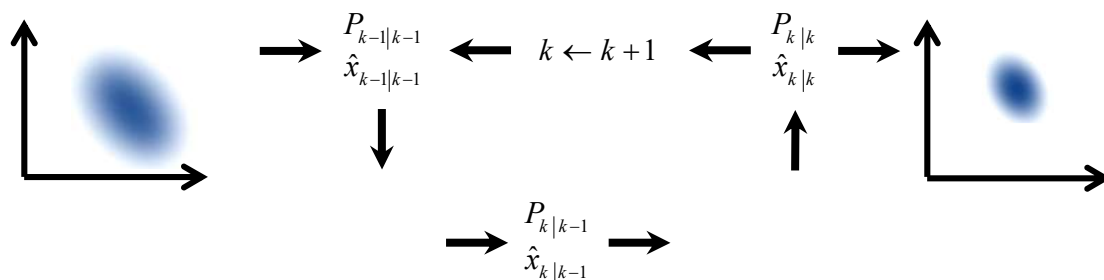 P_{k-1|k-1}
x̂_{k-1|k-1}
k ← k+1
P_{k|k}
x̂_{k|k}
P_{k|k-1}
x̂_{k|k-1}